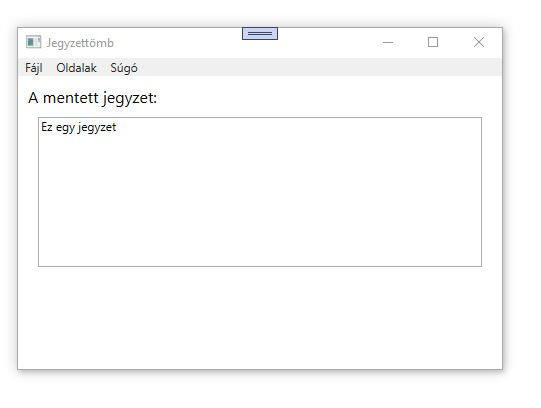 Jegyzettömb
Fájl Oldalak Súgó
A mentett jegyzet:
Ez egy jegyzet